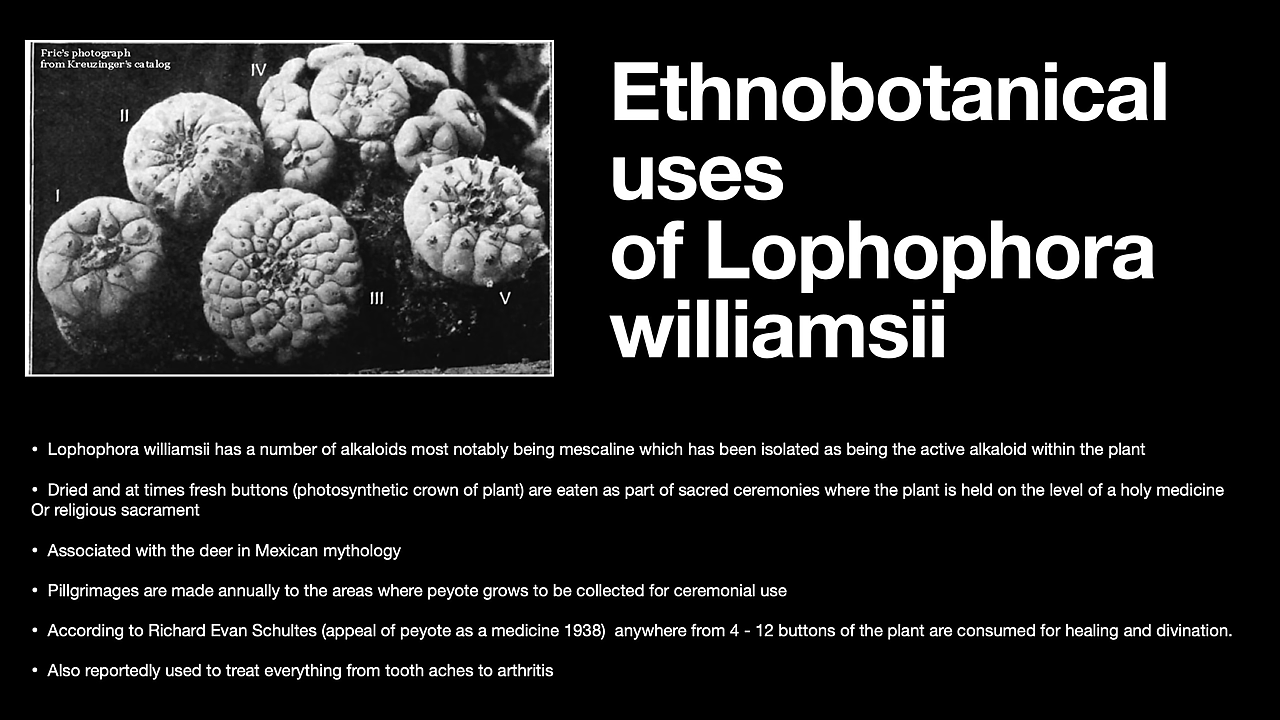 Fric's photograph
from Kreuzinger's catalog
IV
II
I
III
V
Ethnobotanical
uses
of Lophophora
williamsii
• Lophophora williamsii has a number of alkaloids most notably being mescaline which has been isolated as being the active alkaloid within the plant
• Dried and at times fresh buttons (photosynthetic crown of plant) are eaten as part of sacred ceremonies where the plant is held on the level of a holy medicine
Or religious sacrament
• Associated with the deer in Mexican mythology
• Pillgrimages are made annually to the areas where peyote grows to be collected for ceremonial use
• According to Richard Evan Schultes (appeal of peyote as a medicine 1938)  anywhere from 4 - 12 buttons of the plant are consumed for healing and divination.
• Also reportedly used to treat everything from tooth aches to arthritis